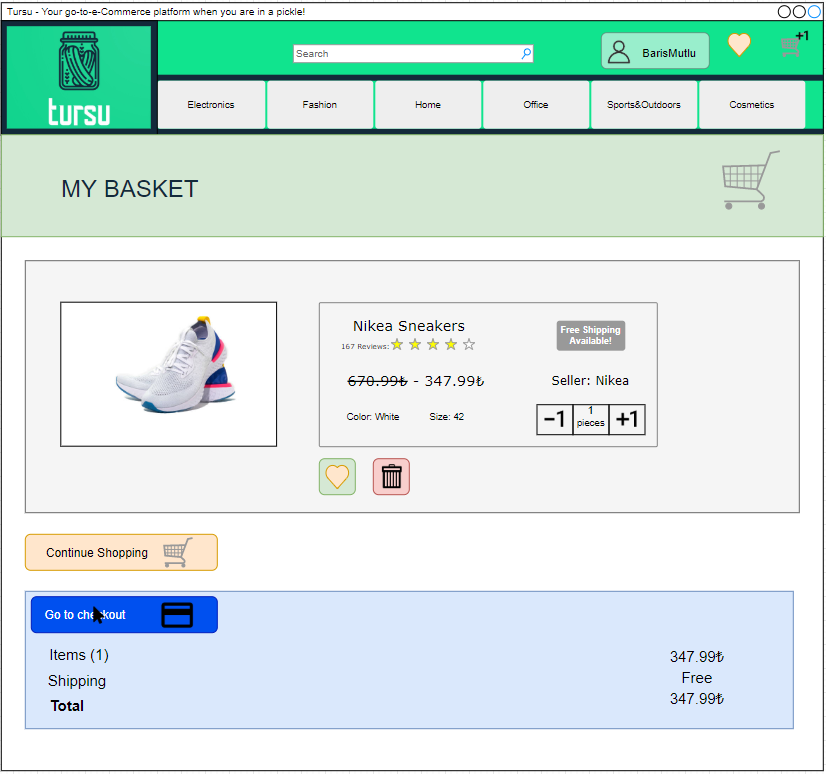 Tursu - Your go-to-e-Commerce platform when you are in a pickle!
Search
BarisMutlu
+1
tursu
Electronics
Fashion
Home
Office
Sports&Outdoors
Cosmetics
MY BASKET
Nikea Sneakers
Free Shipping
Available!
167 Reviews:
670.99₺ - 347.99₺
Seller: Nikea
Color: White
Size: 42
−1
1
pieces
+1
Continue Shopping
Go to checkout
Items (1)
347.99₺
Shipping
Free
Total
347.99₺